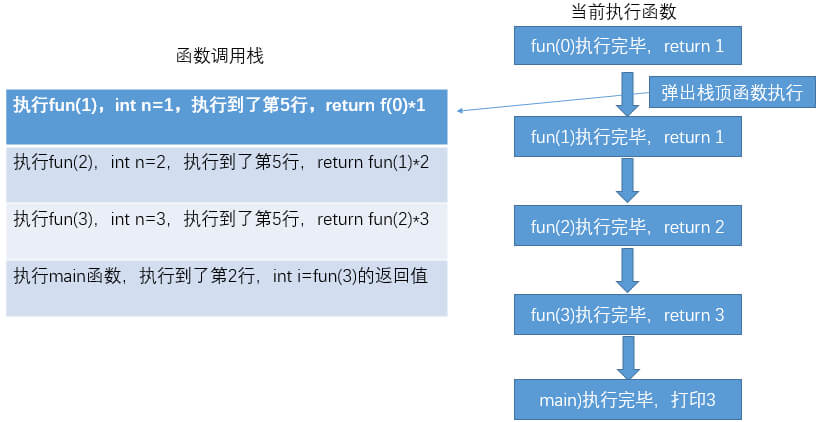 函数调用栈
执行fun(1)，int n=1，执行到了第5行，return f(0)*1
执行fun(2)，int n=2，执行到了第5行，return fun(1)*2
执行fun(3)，int n=3，执行到了第5行，return fun(2)*3
执行main函数，执行到了第2行，int i=fun(3)的返回值
当前执行函数
fun(0)执行完毕，return 1
弹出栈顶函数执行
fun(1)执行完毕，return 1
fun(2)执行完毕，return 2
fun(3)执行完毕，return 3
main)执行完毕，打印3